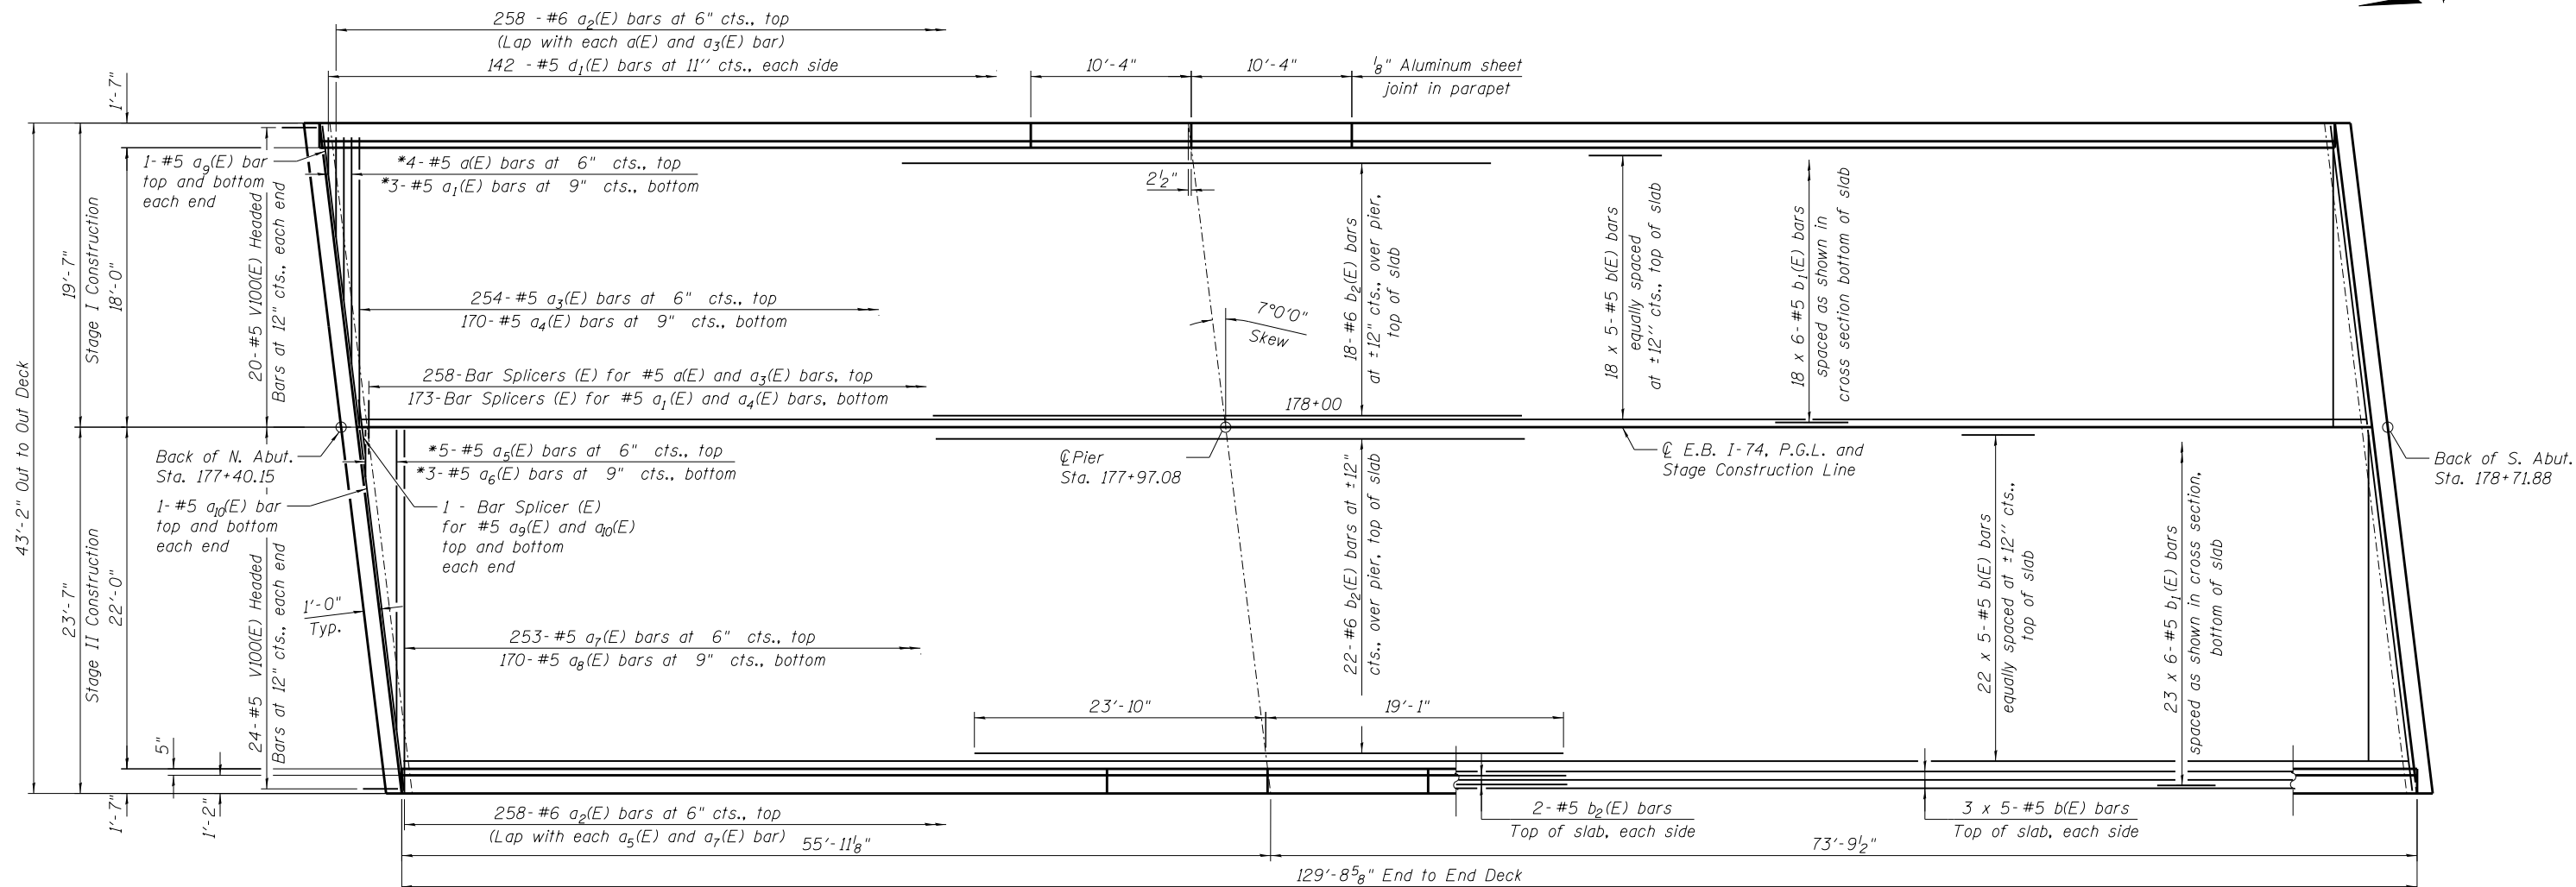 258 - #6 a2(E) bars at 6" cts., top
(Lap with each a(E) and a3(E) bar)
142 - #5 d1(E) bars at 11'' cts., each side
10'-4"
10'-4"
1/8" Aluminum sheet
joint in parapet
1'-7"
1- #5 a9(E) bar
top and bottom
each end
*4- #5 a(E) bars at 6" cts., top
*3- #5 a1(E) bars at 9" cts., bottom
2 1/2"
43'-2" Out to Out Deck
19'-7"
Stage I Construction
18'-0"
20- #5 V100(E) Headed
Bars at 12" cts., each end
254- #5 a3(E) bars at 6" cts., top
170- #5 a4(E) bars at 9" cts., bottom
7°0'0"
Skew
18- #6 b2(E) bars
at ±12" cts., over pier,
top of slab
18 x 5- #5 b(E) bars
equally spaced
at ±12'' cts., top of slab
18 x 6- #5 b1(E) bars
spaced as shown in
cross section bottom of slab
258-Bar Splicers (E) for #5 a(E) and a3(E) bars, top
173-Bar Splicers (E) for #5 a1(E) and a4(E) bars, bottom
178+00
Back of N. Abut.
Sta. 177+40.15
*5- #5 a5(E) bars at 6" cts., top
*3- #5 a6(E) bars at 9" cts., bottom
℄ Pier
Sta. 177+97.08
℄ E.B. I-74, P.G.L. and
Stage Construction Line
Back of S. Abut.
Sta. 178+71.88
1- #5 a10(E) bar
top and bottom
each end
1 - Bar Splicer (E)
for #5 a9(E) and a10(E)
top and bottom
each end
23'-7"
Stage II Construction
22'-0"
24- #5 V100(E) Headed
Bars at 12" cts., each end
1'-0"
Typ.
253- #5 a7(E) bars at 6" cts., top
170- #5 a8(E) bars at 9" cts., bottom
22- #6 b2(E) bars at ±12"
cts., over pier, top of slab
22 x 5- #5 b(E) bars
equally spaced at ±12'' cts.,
top of slab
23 x 6- #5 b1(E) bars
spaced as shown in cross section,
bottom of slab
23'-10"
19'-1"
5"
1'-7"
1'-2"
258- #6 a2(E) bars at 6" cts., top
(Lap with each a5(E) and a7(E) bar)
2- #5 b2(E) bars
Top of slab, each side
3 x 5- #5 b(E) bars
Top of slab, each side
55'-11 1/8"
73'-9 1/2"
129'-8 5/8" End to End Deck